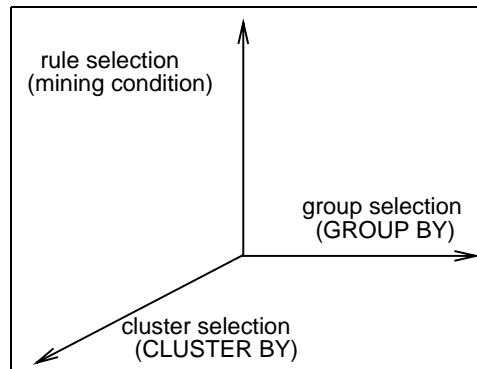 rule selection
(mining condition)
group selection
(GROUP BY)
cluster selection
(CLUSTER BY)